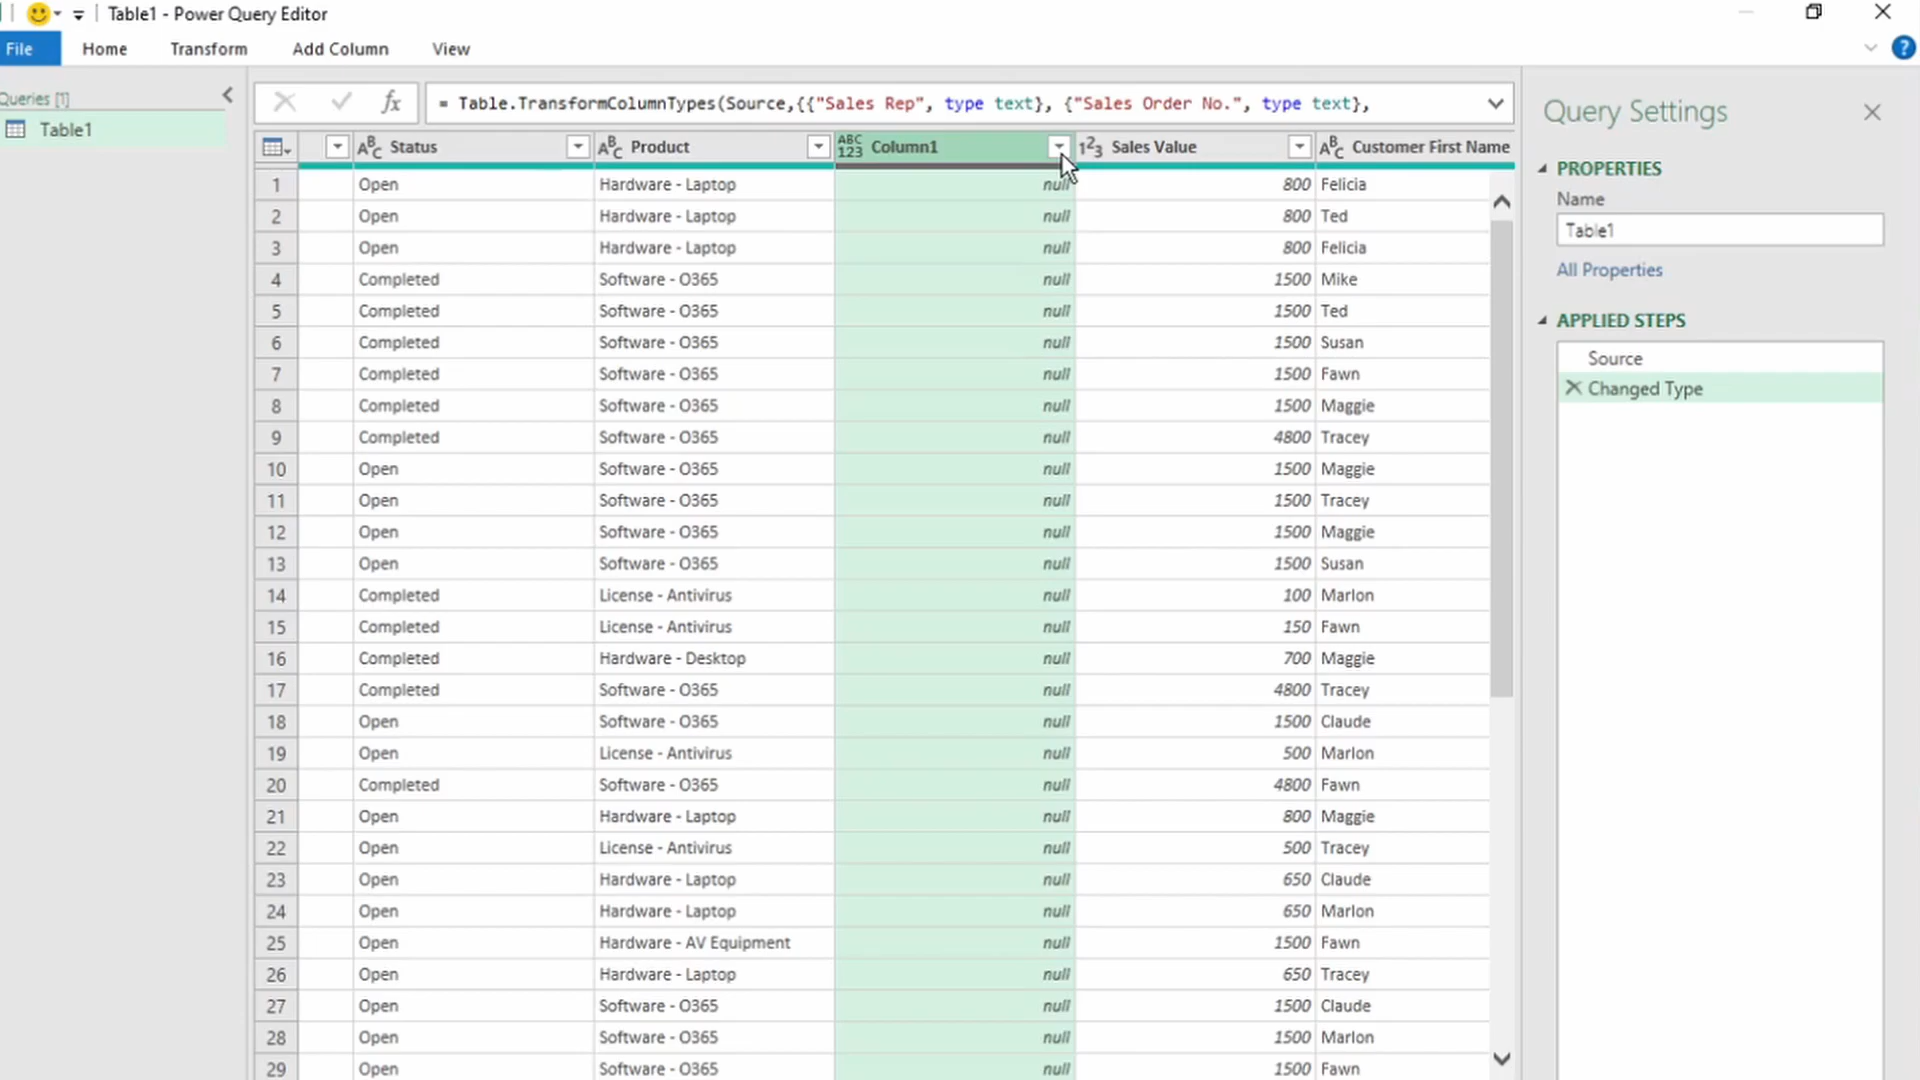 Table1 - Power Query Editor
File Home Transform Add Column View ?
Queries [1]
Table1
fx = Table.TransformColumnTypes(Source,{{"Sales Rep", type text}, {"Sales Order No.", type text},
ABC Status ABC Product ABC 123 Column1 123 Sales Value ABC Customer First Name
1 Open Hardware - Laptop null 800 Felicia
2 Open Hardware - Laptop null 800 Ted
3 Open Hardware - Laptop null 800 Felicia
4 Completed Software - O365 null 1500 Mike
5 Completed Software - O365 null 1500 Ted
6 Completed Software - O365 null 1500 Susan
7 Completed Software - O365 null 1500 Fawn
8 Completed Software - O365 null 1500 Maggie
9 Completed Software - O365 null 4800 Tracey
10 Open Software - O365 null 1500 Maggie
11 Open Software - O365 null 1500 Tracey
12 Open Software - O365 null 1500 Maggie
13 Open Software - O365 null 1500 Susan
14 Completed License - Antivirus null 100 Marlon
15 Completed License - Antivirus null 150 Fawn
16 Completed Hardware - Desktop null 700 Maggie
17 Completed Software - O365 null 4800 Tracey
18 Open Software - O365 null 1500 Claude
19 Open License - Antivirus null 500 Marlon
20 Completed Software - O365 null 4800 Fawn
21 Open Hardware - Laptop null 800 Maggie
22 Open License - Antivirus null 500 Tracey
23 Open Hardware - Laptop null 650 Claude
24 Open Hardware - Laptop null 650 Marlon
25 Open Hardware - AV Equipment null 1500 Fawn
26 Open Hardware - Laptop null 650 Tracey
27 Open Software - O365 null 1500 Claude
28 Open Software - O365 null 1500 Marlon
29 Open Software - O365 null 1500 Fawn
Query Settings
PROPERTIES
Name
Table1
All Properties
APPLIED STEPS
Source
Changed Type